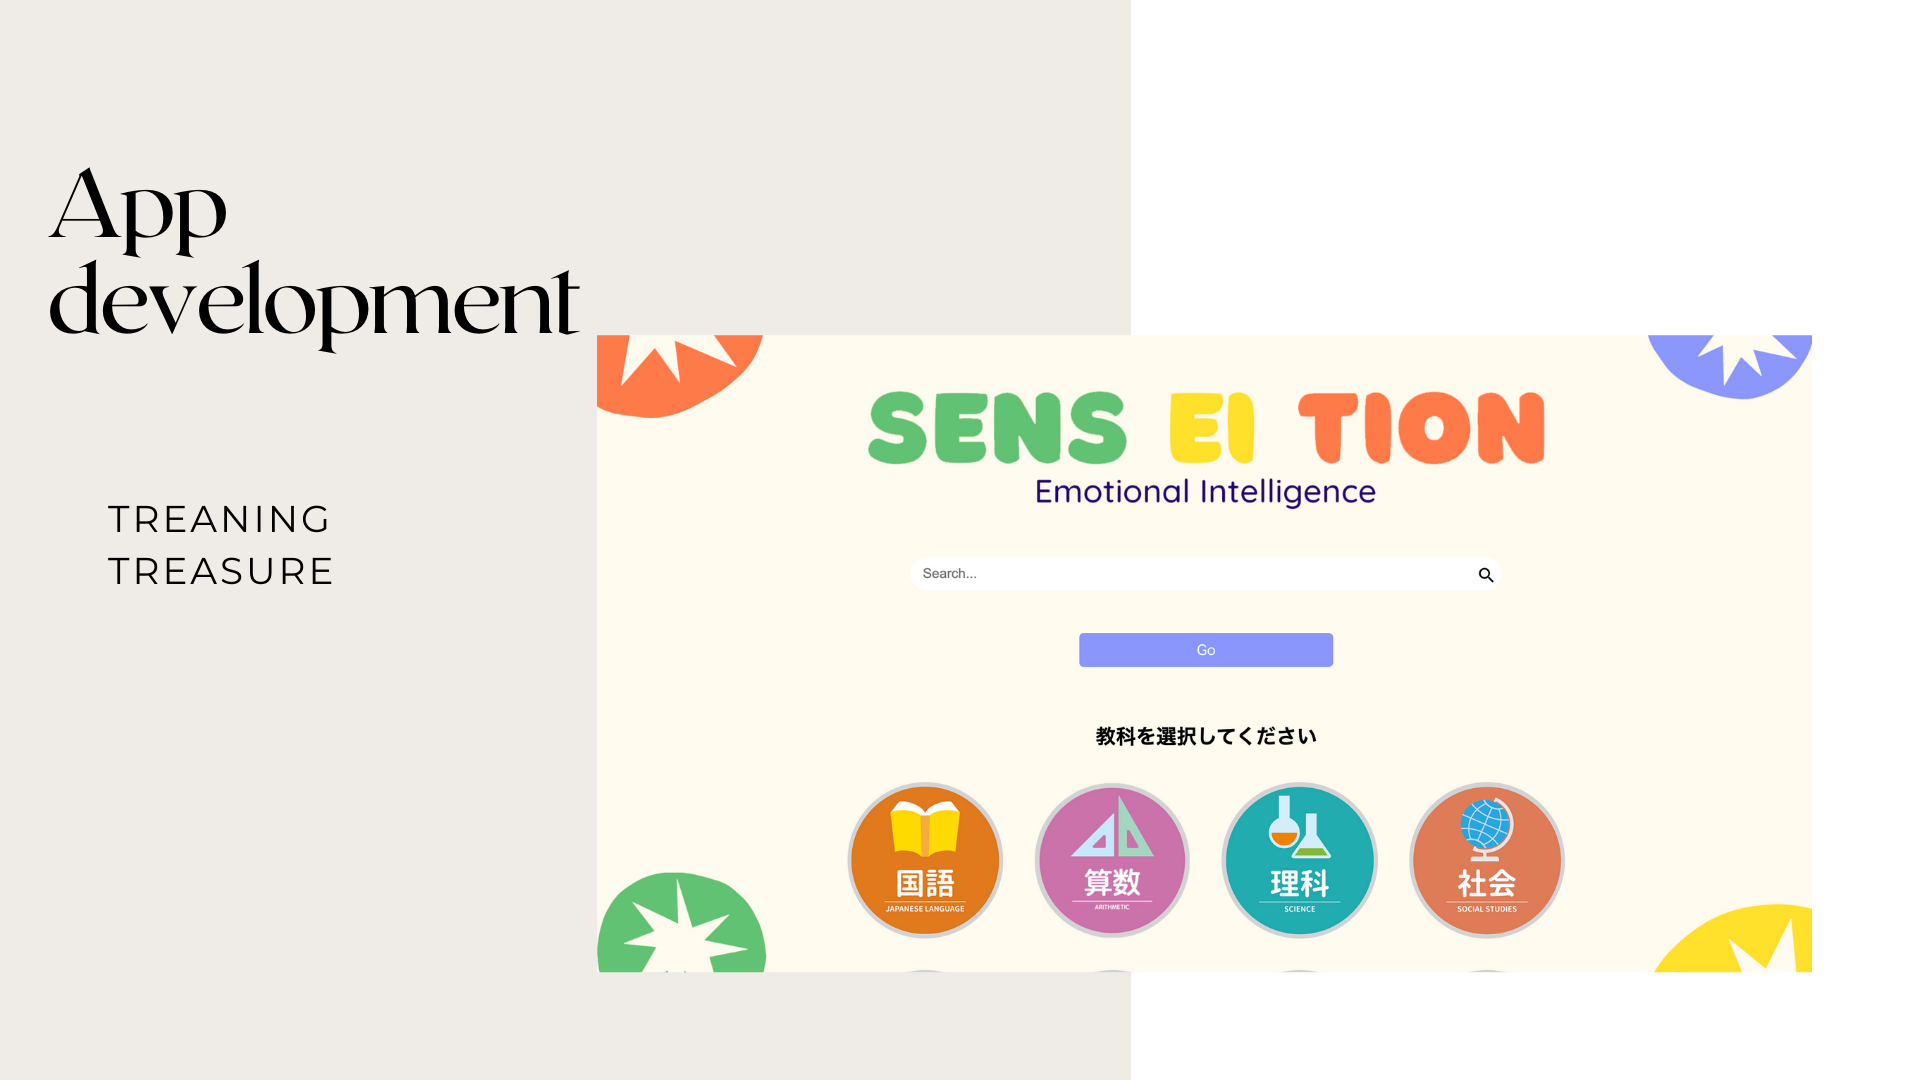 App
development
TREANING
TREASURE
SENS EI TION
Emotional Intelligence
Search...
Go
教科を選択してください
国語
JAPANESE LANGUAGE
算数
ARITHMETIC
理科
SCIENCE
社会
SOCIAL STUDIES